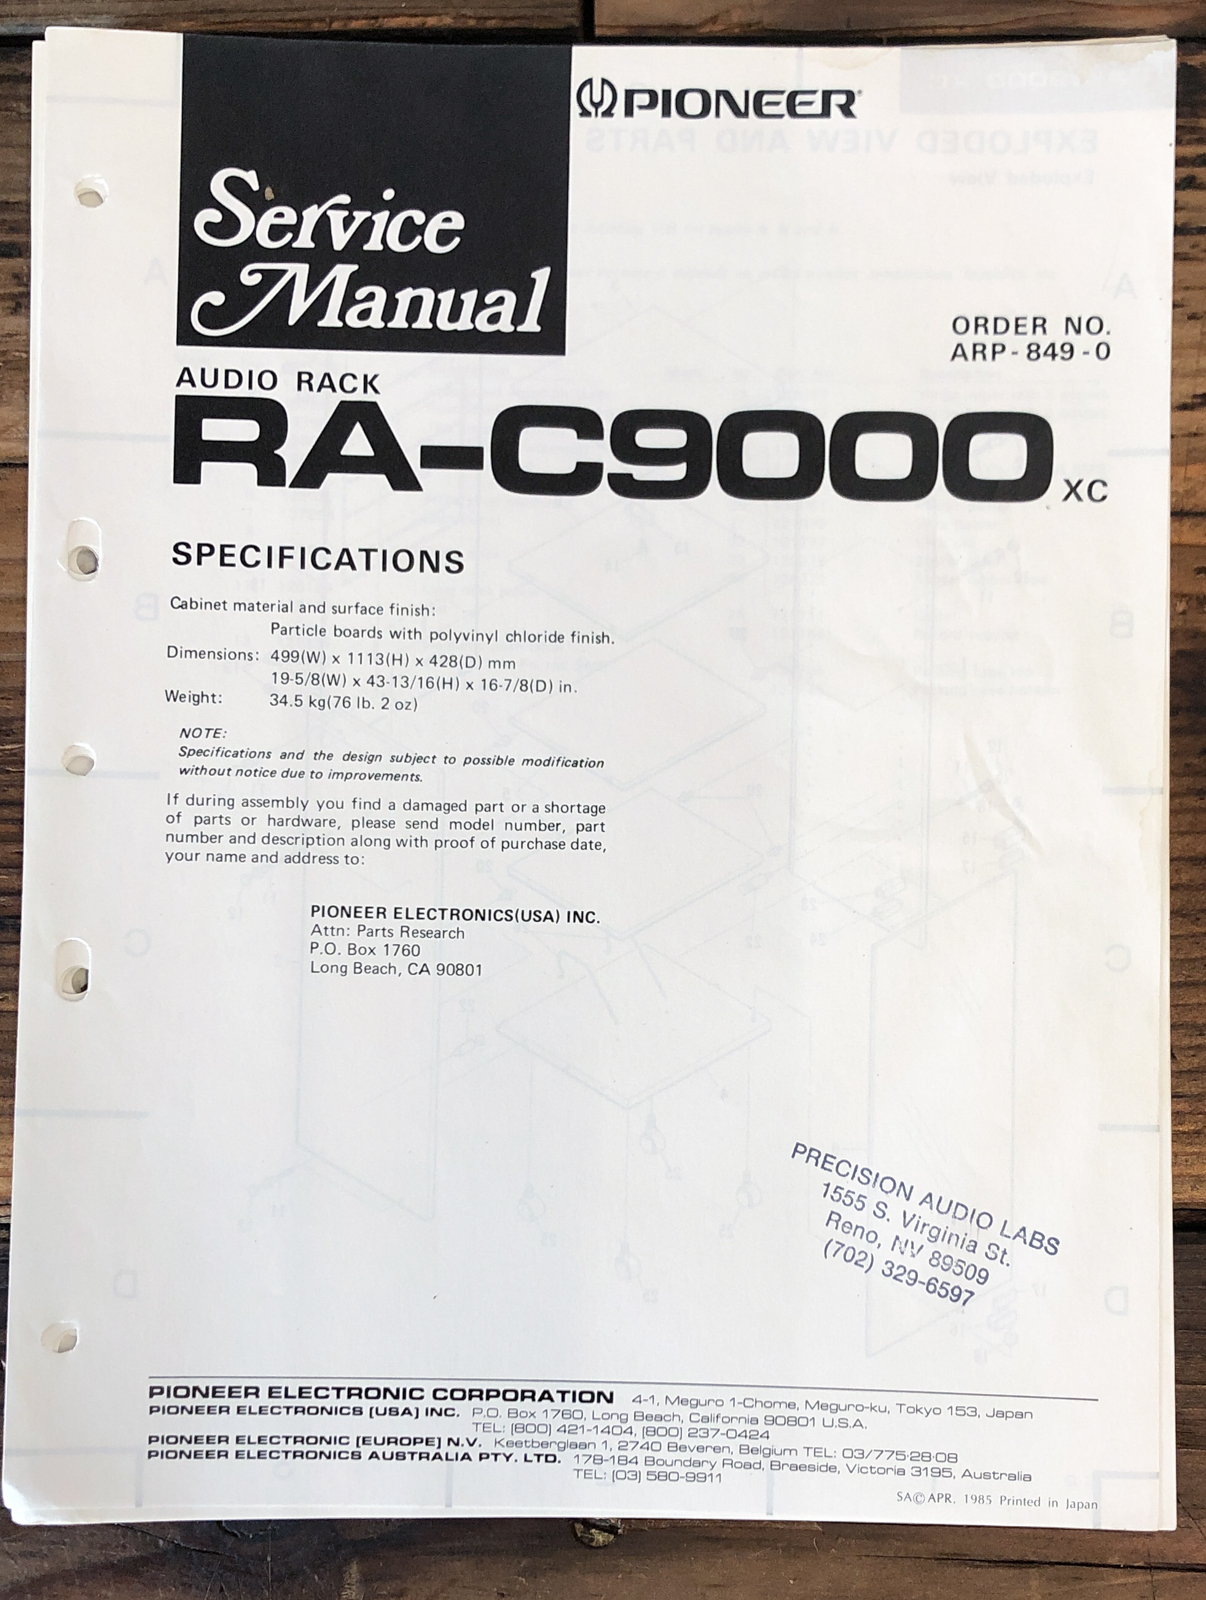 PIONEER
Service
Manual
ORDER NO.
ARP-849-0
AUDIO RACK
RA-C9000 XC
SPECIFICATIONS
Cabinet material and surface finish:
Particle boards with polyvinyl chloride finish.
Dimensions: 499(W) x 1113(H) x 428(D) mm
19-5/8(W) x 43-13/16(H) x 16-7/8(D) in.
Weight: 34.5 kg(76 lb. 2 oz)
NOTE:
Specifications and the design subject to possible modification
without notice due to improvements.
If during assembly you find a damaged part or a shortage
of parts or hardware, please send model number, part
number and description along with proof of purchase date,
your name and address to:
PIONEER ELECTRONICS(USA) INC.
Attn: Parts Research
P.O. Box 1760
Long Beach, CA 90801
PRECISION AUDIO LABS
1555 S. Virginia St.
Reno, NV 89509
(702) 329-6597
PIONEER ELECTRONIC CORPORATION 4-1, Meguro 1-Chome, Meguro-ku, Tokyo 153, Japan
PIONEER ELECTRONICS [USA] INC. P.O. Box 1760, Long Beach, California 90801 U.S.A.
TEL: [800] 421-1404, [800] 237-0424
PIONEER ELECTRONIC [EUROPE] N.V. Keetberglaan 1, 2740 Beveren, Belgium TEL: 03/775·28·08
PIONEER ELECTRONICS AUSTRALIA PTY. LTD. 178-184 Boundary Road, Braeside, Victoria 3195, Australia
TEL: [03] 580-9911
SA©APR. 1985 Printed in Japan